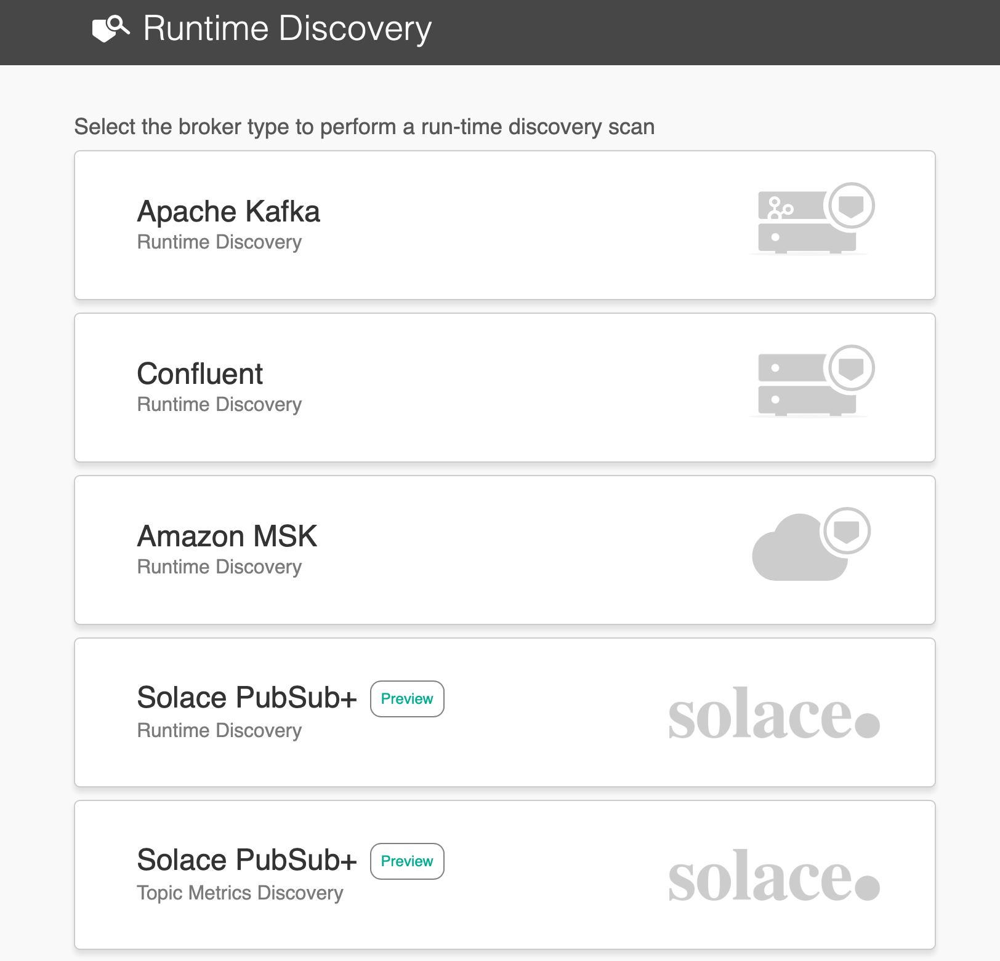 Runtime Discovery
Select the broker type to perform a run-time discovery scan
Apache Kafka
Runtime Discovery
Confluent
Runtime Discovery
Amazon MSK
Runtime Discovery
Solace PubSub+ Preview
Runtime Discovery
solace.
Solace PubSub+ Preview
Topic Metrics Discovery
solace.